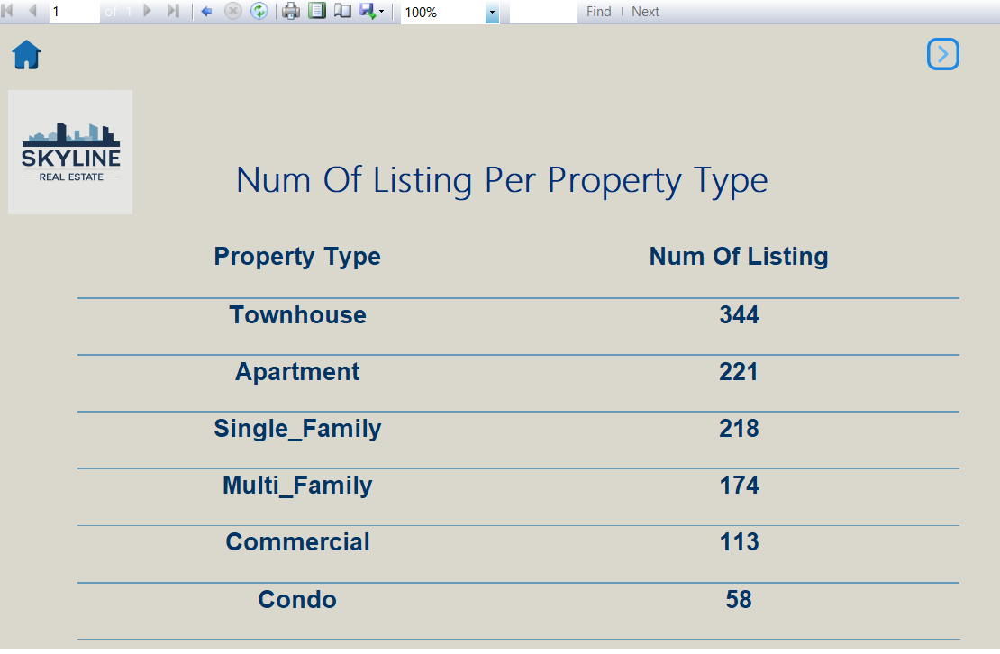 1 of 1 100% Find Next
SKYLINE
REAL ESTATE
Num Of Listing Per Property Type
Property Type Num Of Listing
Townhouse 344
Apartment 221
Single_Family 218
Multi_Family 174
Commercial 113
Condo 58